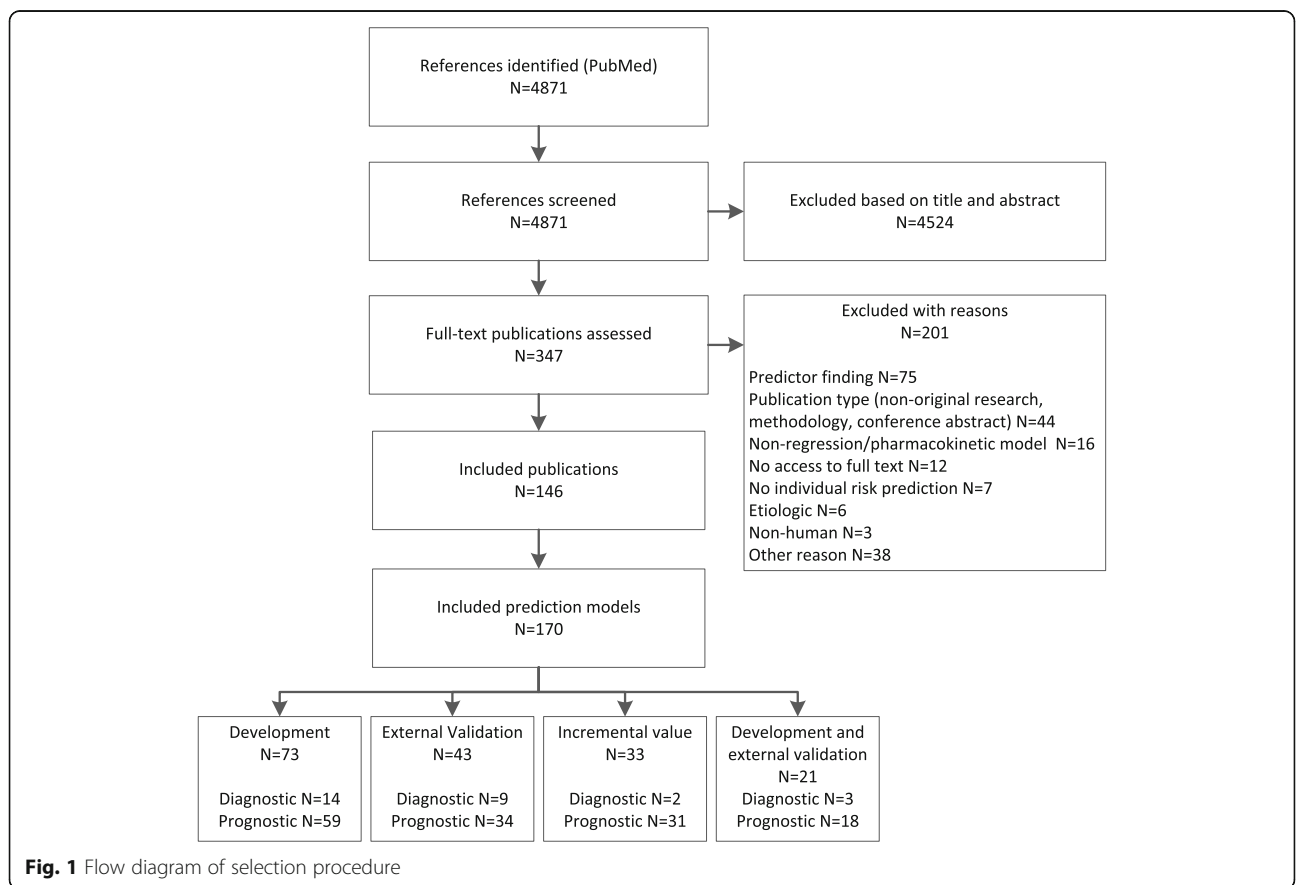 References identified (PubMed)
N=4871
References screened
N=4871
Excluded based on title and abstract
N=4524
Full-text publications assessed
N=347
Excluded with reasons
N=201
Predictor finding N=75
Publication type (non-original research,
methodology, conference abstract) N=44
Non-regression/pharmacokinetic model N=16
No access to full text N=12
No individual risk prediction N=7
Etiologic N=6
Non-human N=3
Other reason N=38
Included publications
N=146
Included prediction models
N=170
Development
N=73
Diagnostic N=14
Prognostic N=59
External Validation
N=43
Diagnostic N=9
Prognostic N=34
Incremental value
N=33
Diagnostic N=2
Prognostic N=31
Development and
external validation
N=21
Diagnostic N=3
Prognostic N=18
Fig. 1 Flow diagram of selection procedure